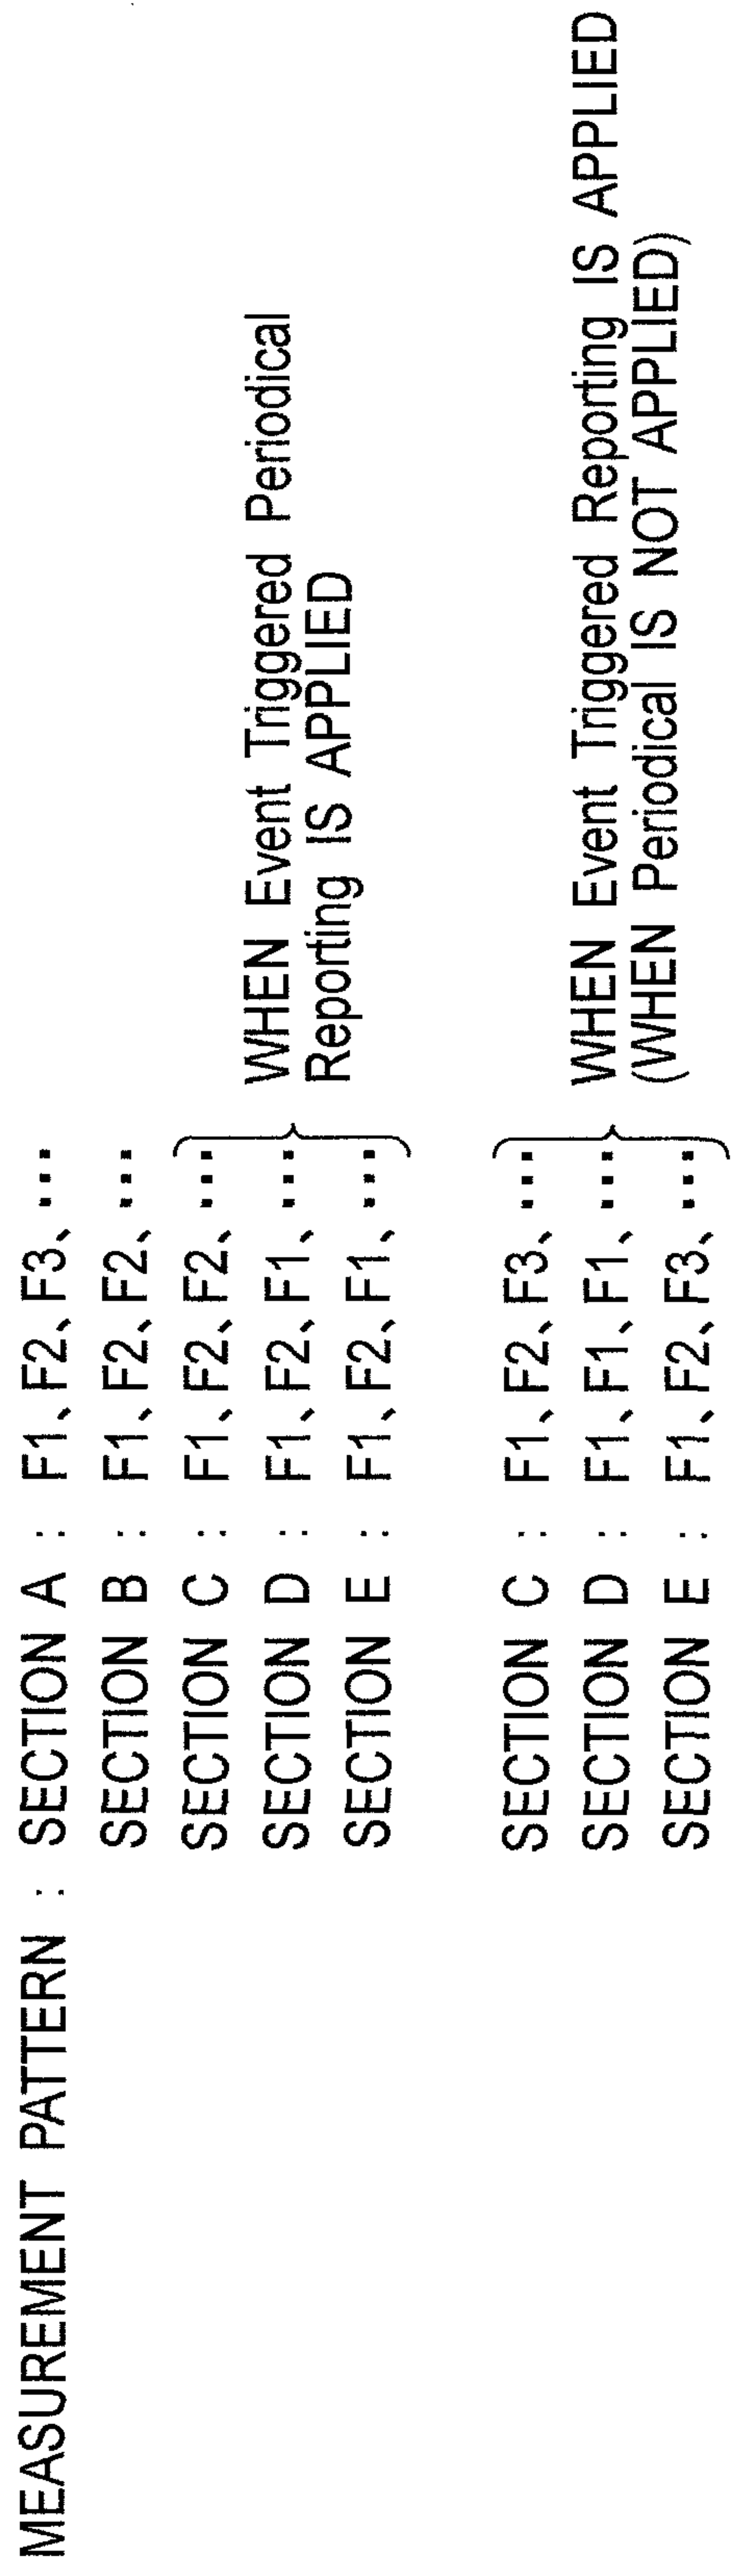 MEASUREMENT PATTERN : SECTION A : F1、F2、F3、…
SECTION B : F1、F2、F2、…
SECTION C : F1、F2、F2、…
SECTION D : F1、F2、F1、…
SECTION E : F1、F2、F1、…
WHEN Event Triggered Periodical
Reporting IS APPLIED
SECTION C : F1、F2、F3、…
SECTION D : F1、F1、F1、…
SECTION E : F1、F2、F3、…
WHEN Event Triggered Reporting IS APPLIED
(WHEN Periodical IS NOT APPLIED)